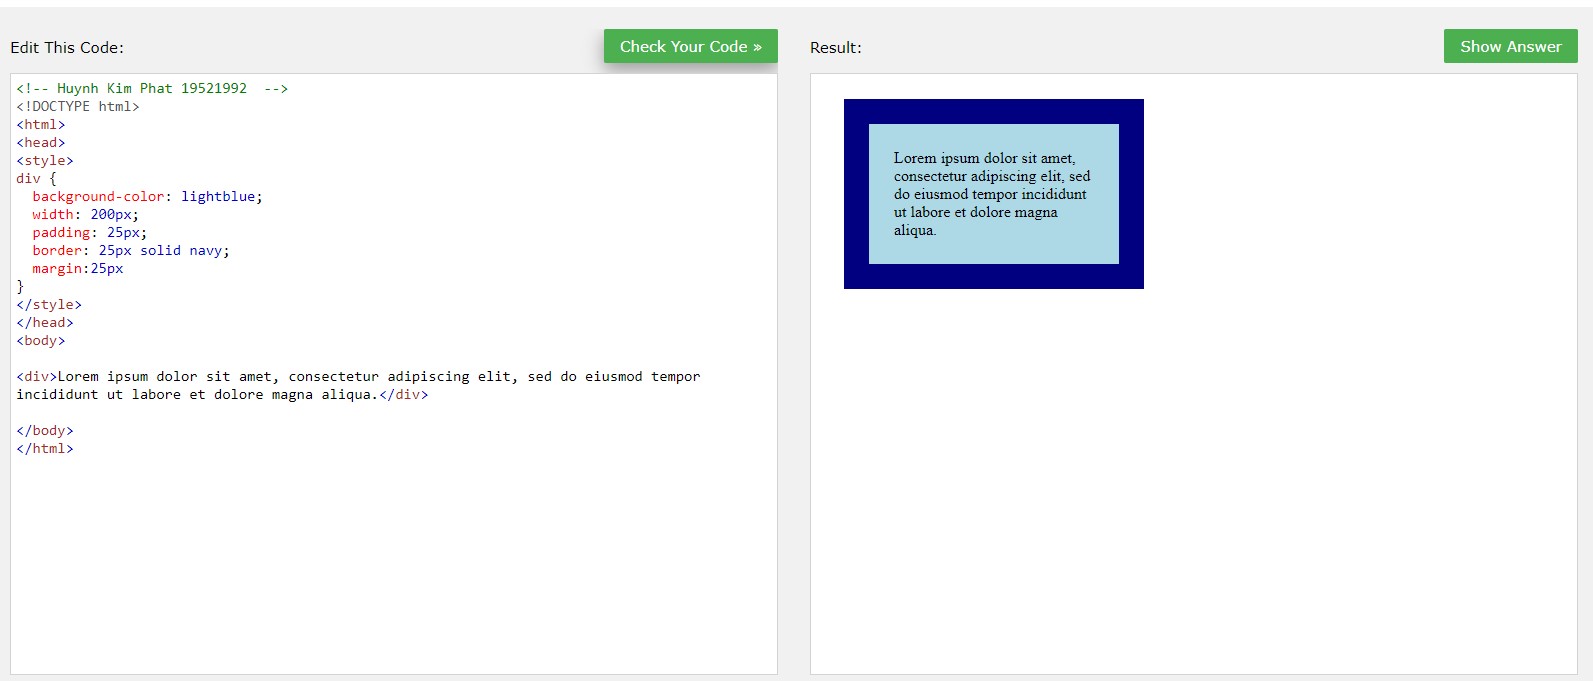 Edit This Code:
Check Your Code »
<!-- Huynh Kim Phat 19521992  -->
<!DOCTYPE html>
<html>
<head>
<style>
div {
  background-color: lightblue;
  width: 200px;
  padding: 25px;
  border: 25px solid navy;
  margin:25px
}
</style>
</head>
<body>
<div>Lorem ipsum dolor sit amet, consectetur adipiscing elit, sed do eiusmod tempor
incididunt ut labore et dolore magna aliqua.</div>
</body>
</html>
Result:
Show Answer
Lorem ipsum dolor sit amet,
consectetur adipiscing elit, sed
do eiusmod tempor incididunt
ut labore et dolore magna
aliqua.